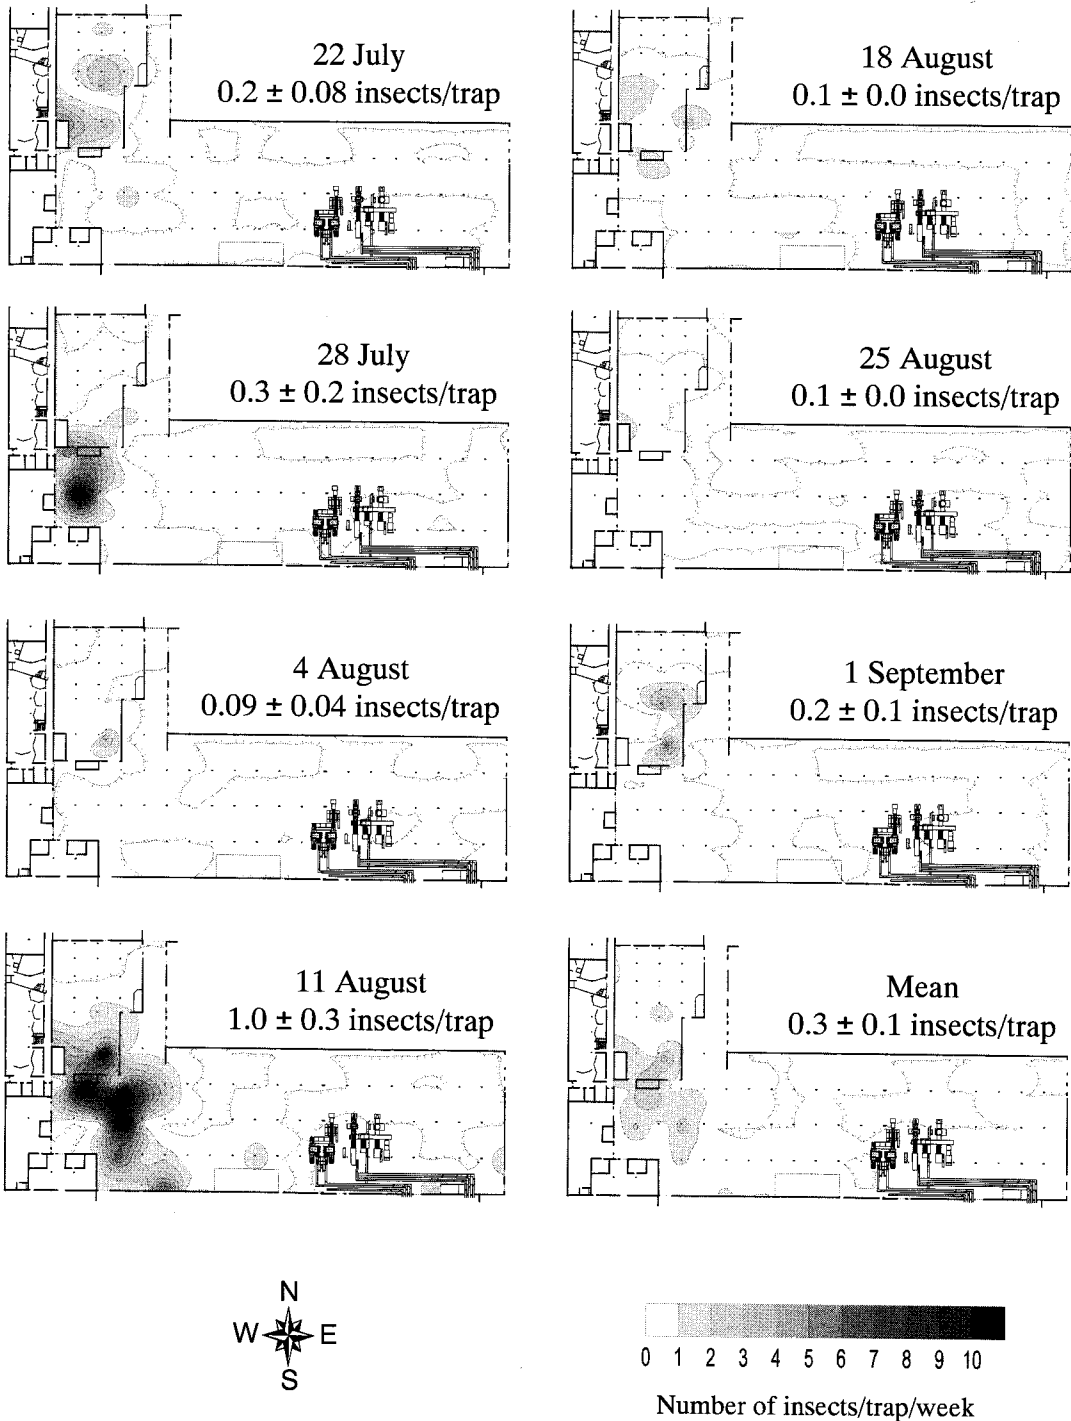 22 July
0.2 ± 0.08 insects/trap
18 August
0.1 ± 0.0 insects/trap
28 July
0.3 ± 0.2 insects/trap
25 August
0.1 ± 0.0 insects/trap
4 August
0.09 ± 0.04 insects/trap
1 September
0.2 ± 0.1 insects/trap
11 August
1.0 ± 0.3 insects/trap
Mean
0.3 ± 0.1 insects/trap
N
W E
S
0 1 2 3 4 5 6 7 8 9 10
Number of insects/trap/week